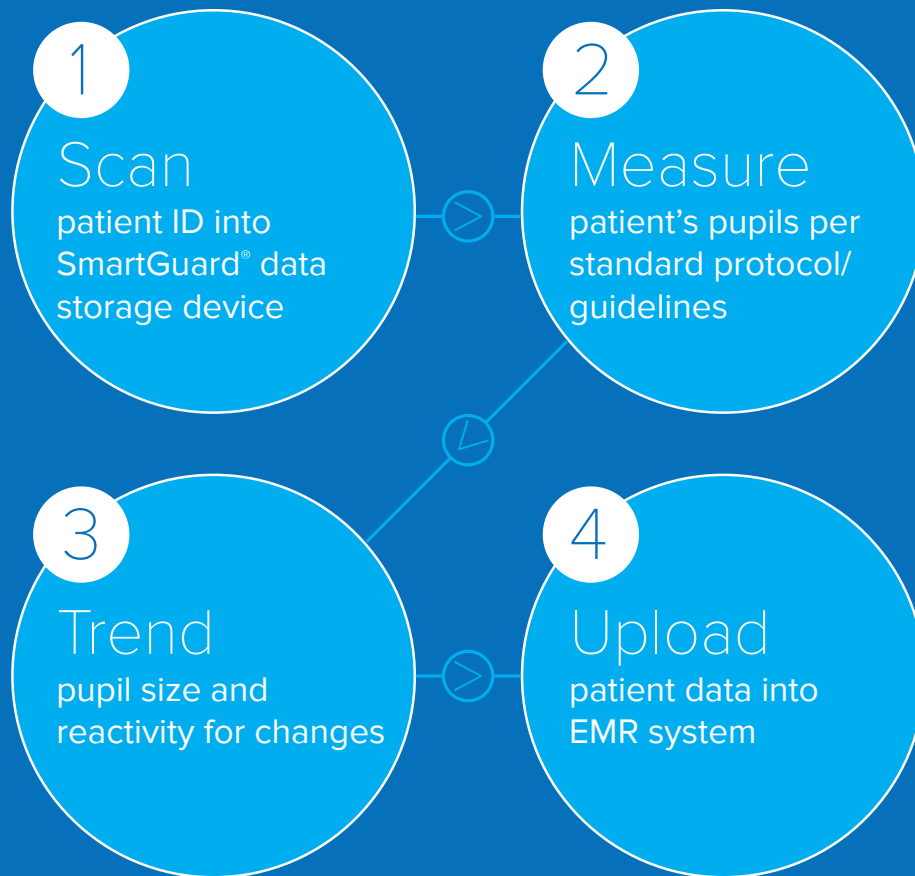 1
Scan
patient ID into
SmartGuard® data
storage device
2
Measure
patient’s pupils per
standard protocol/
guidelines
3
Trend
pupil size and
reactivity for changes
4
Upload
patient data into
EMR system